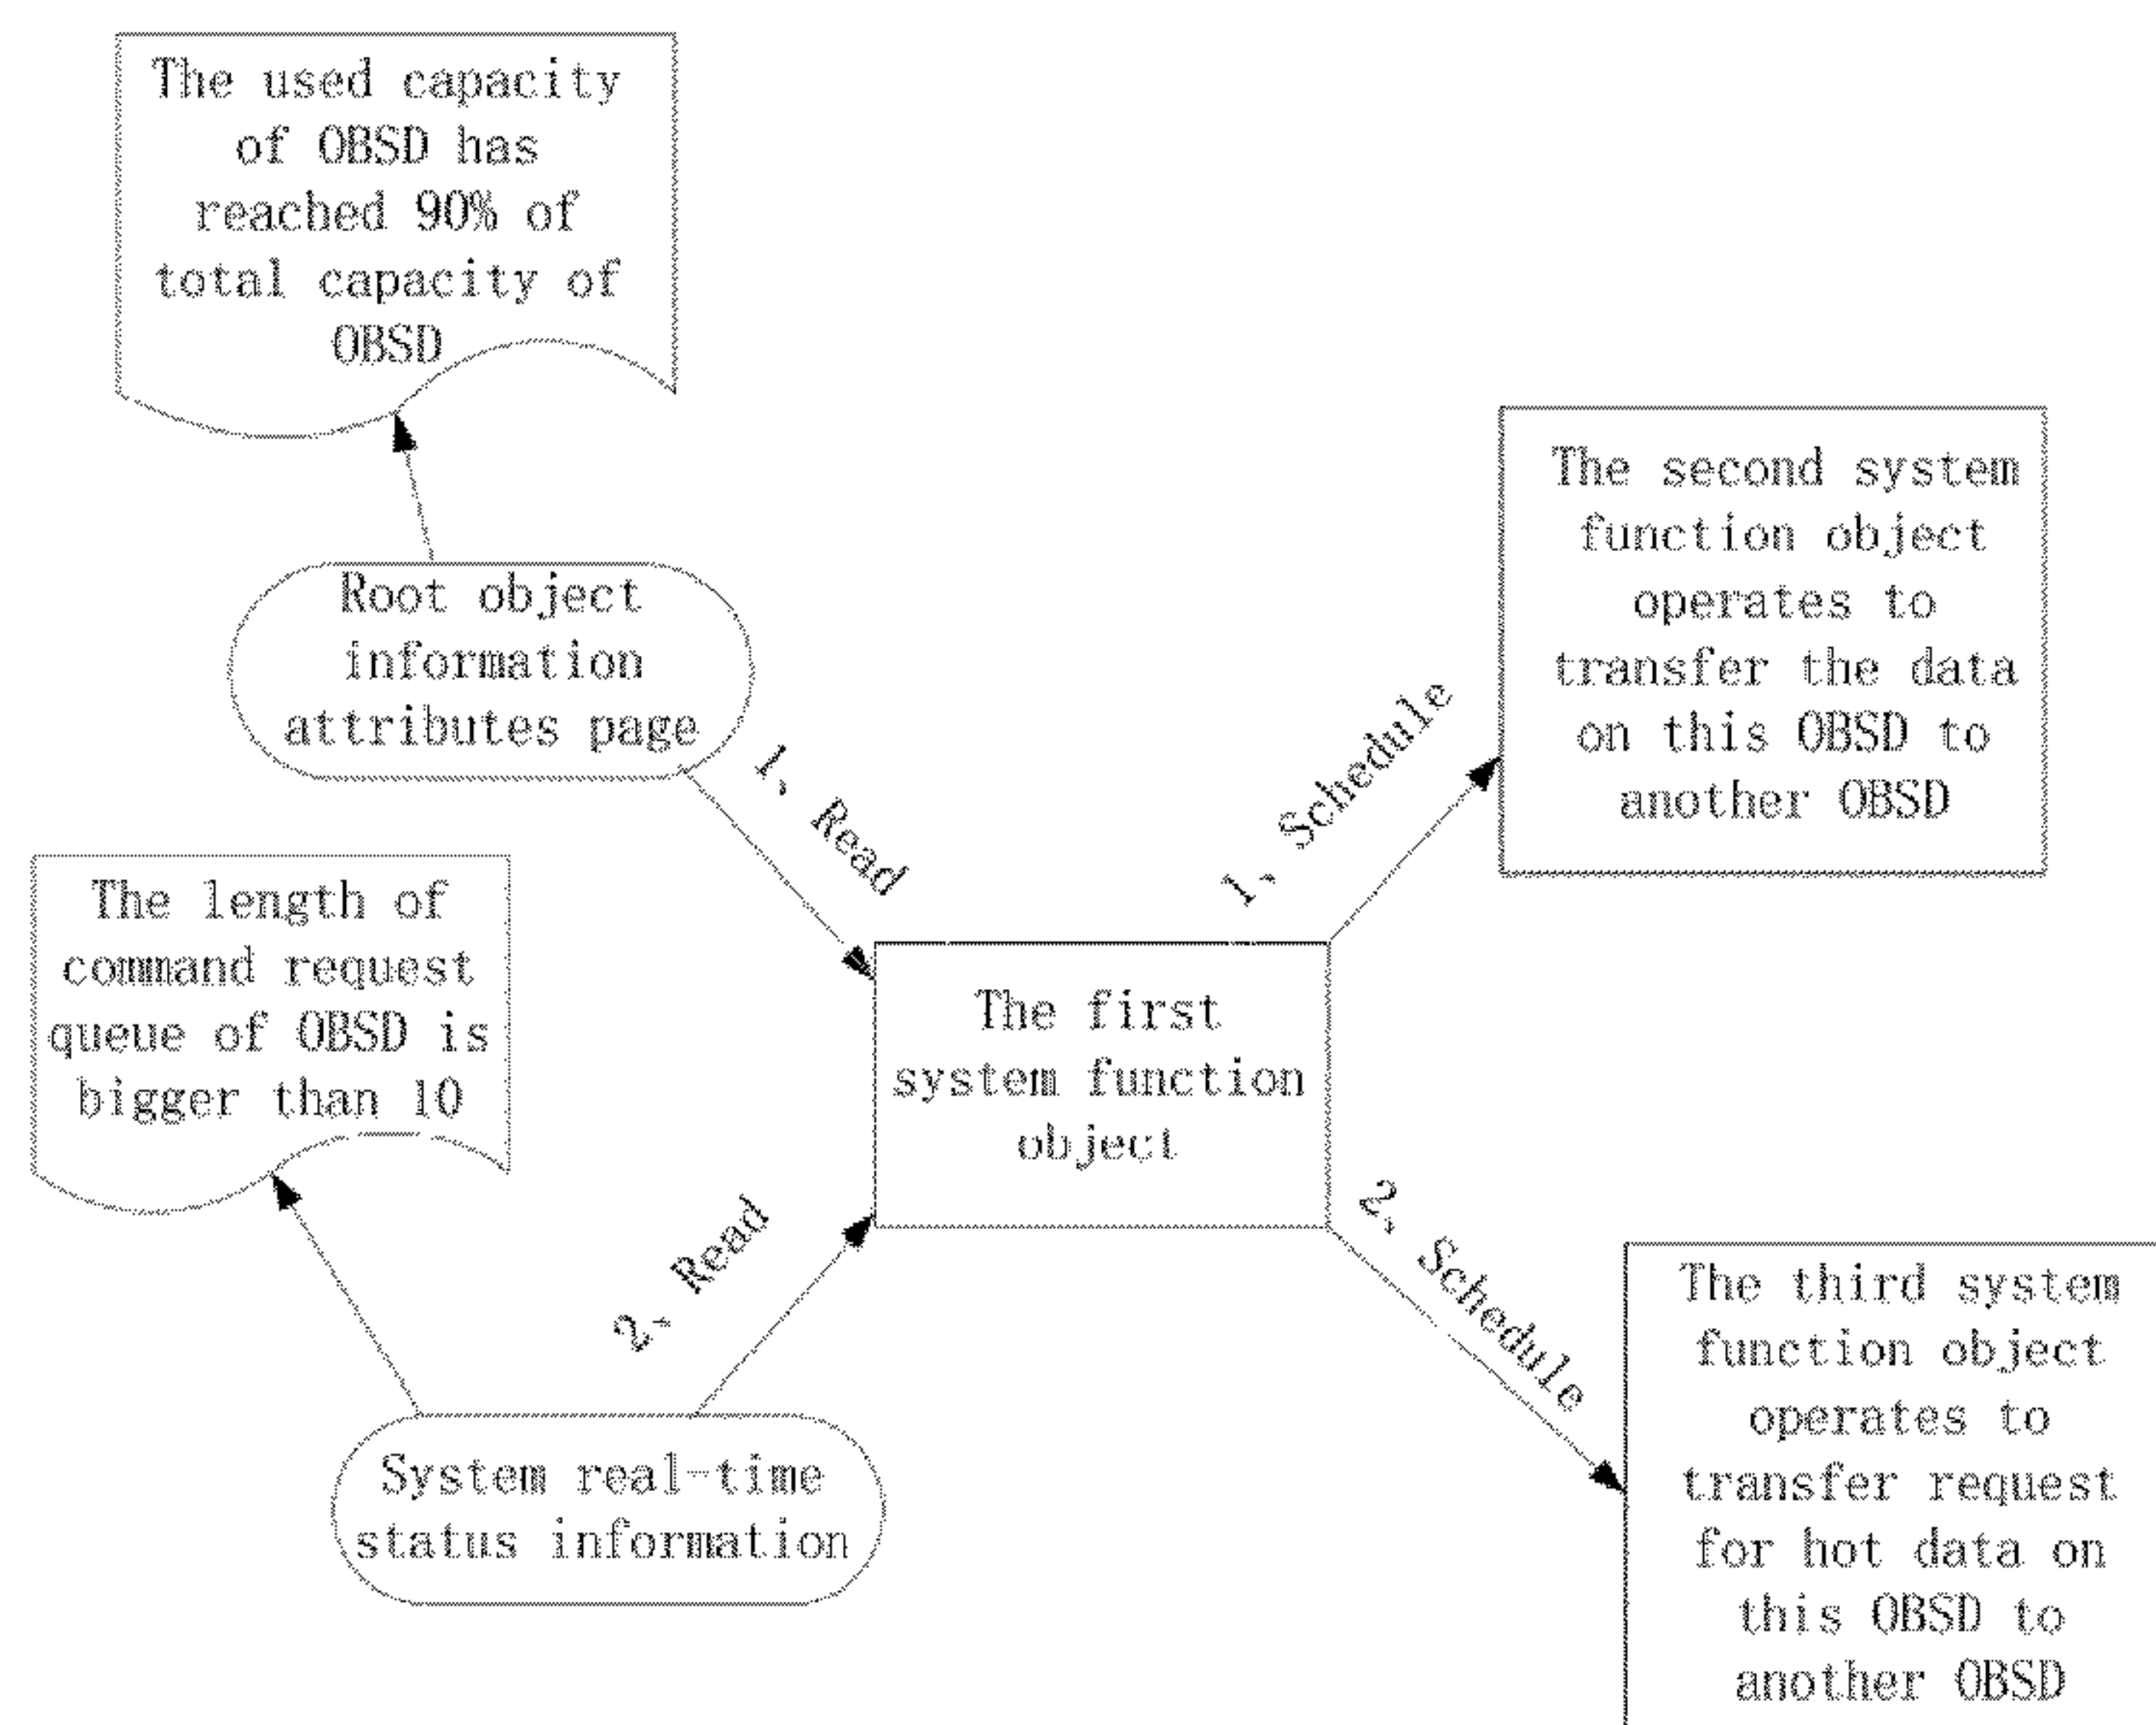 The used capacity
of OBSD has
reached 90% of
total capacity of
OBSD
Root object
information
attributes page
1、Read
1、Schedule
The second system
function object
operates to
transfer the data
on this OBSD to
another OBSD
The length of
command request
queue of OBSD is
bigger than 10
The first
system function
object
2、Read
2、Schedule
System real-time
status information
The third system
function object
operates to
transfer request
for hot data on
this OBSD to
another OBSD